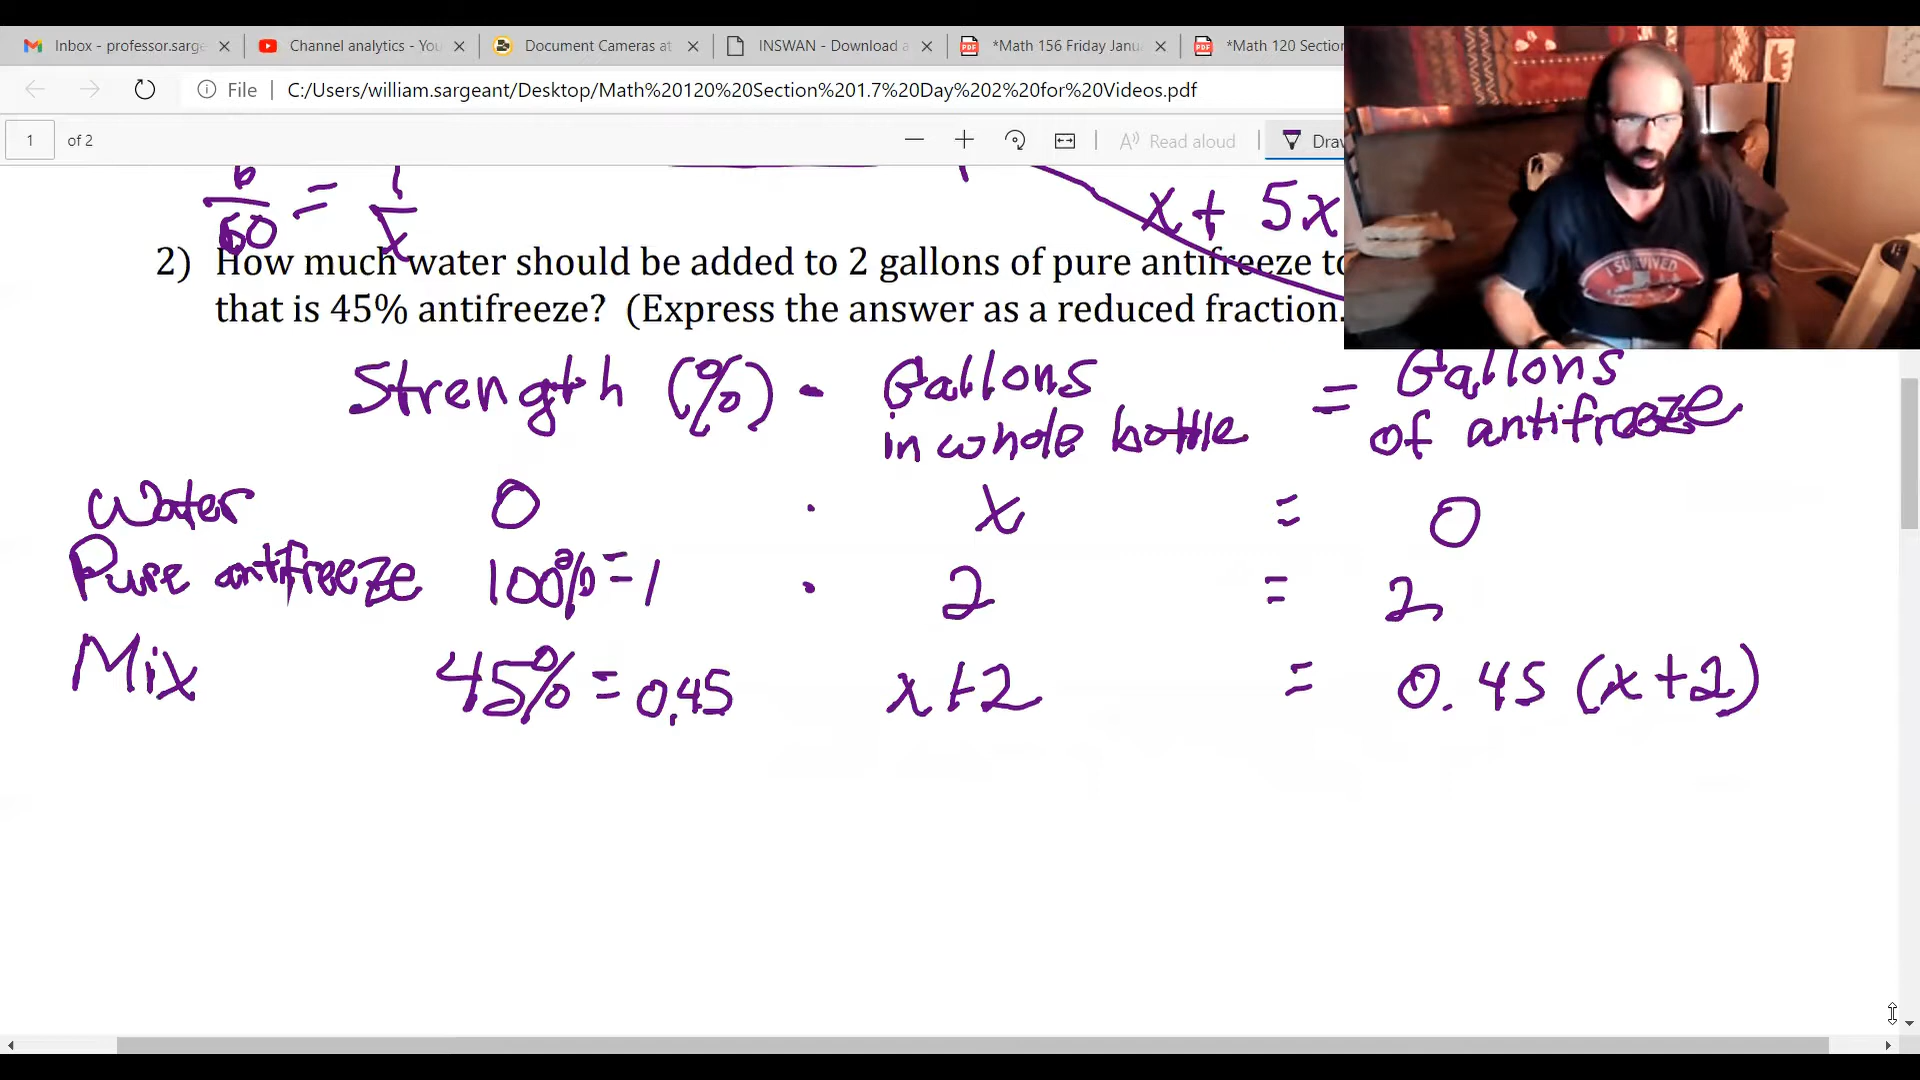 Inbox - professor.sarge
Channel analytics - You
Document Cameras at
INSWAN - Download a
*Math 156 Friday Janu
*Math 120 Section
File
C:/Users/william.sargeant/Desktop/Math%20120%20Section%201.7%20Day%202%20for%20Videos.pdf
1 of 2
Read aloud
Draw
6/60 = 1/x
x + 5x
2) How much water should be added to 2 gallons of pure antifreeze to
that is 45% antifreeze? (Express the answer as a reduced fraction.
Strength (%) · Gallons in whole bottle = Gallons of antifreeze
Water 0 · x = 0
Pure antifreeze 100% = 1 · 2 = 2
Mix 45% = 0.45 x+2 = 0.45 (x+2)
I SURVIVED